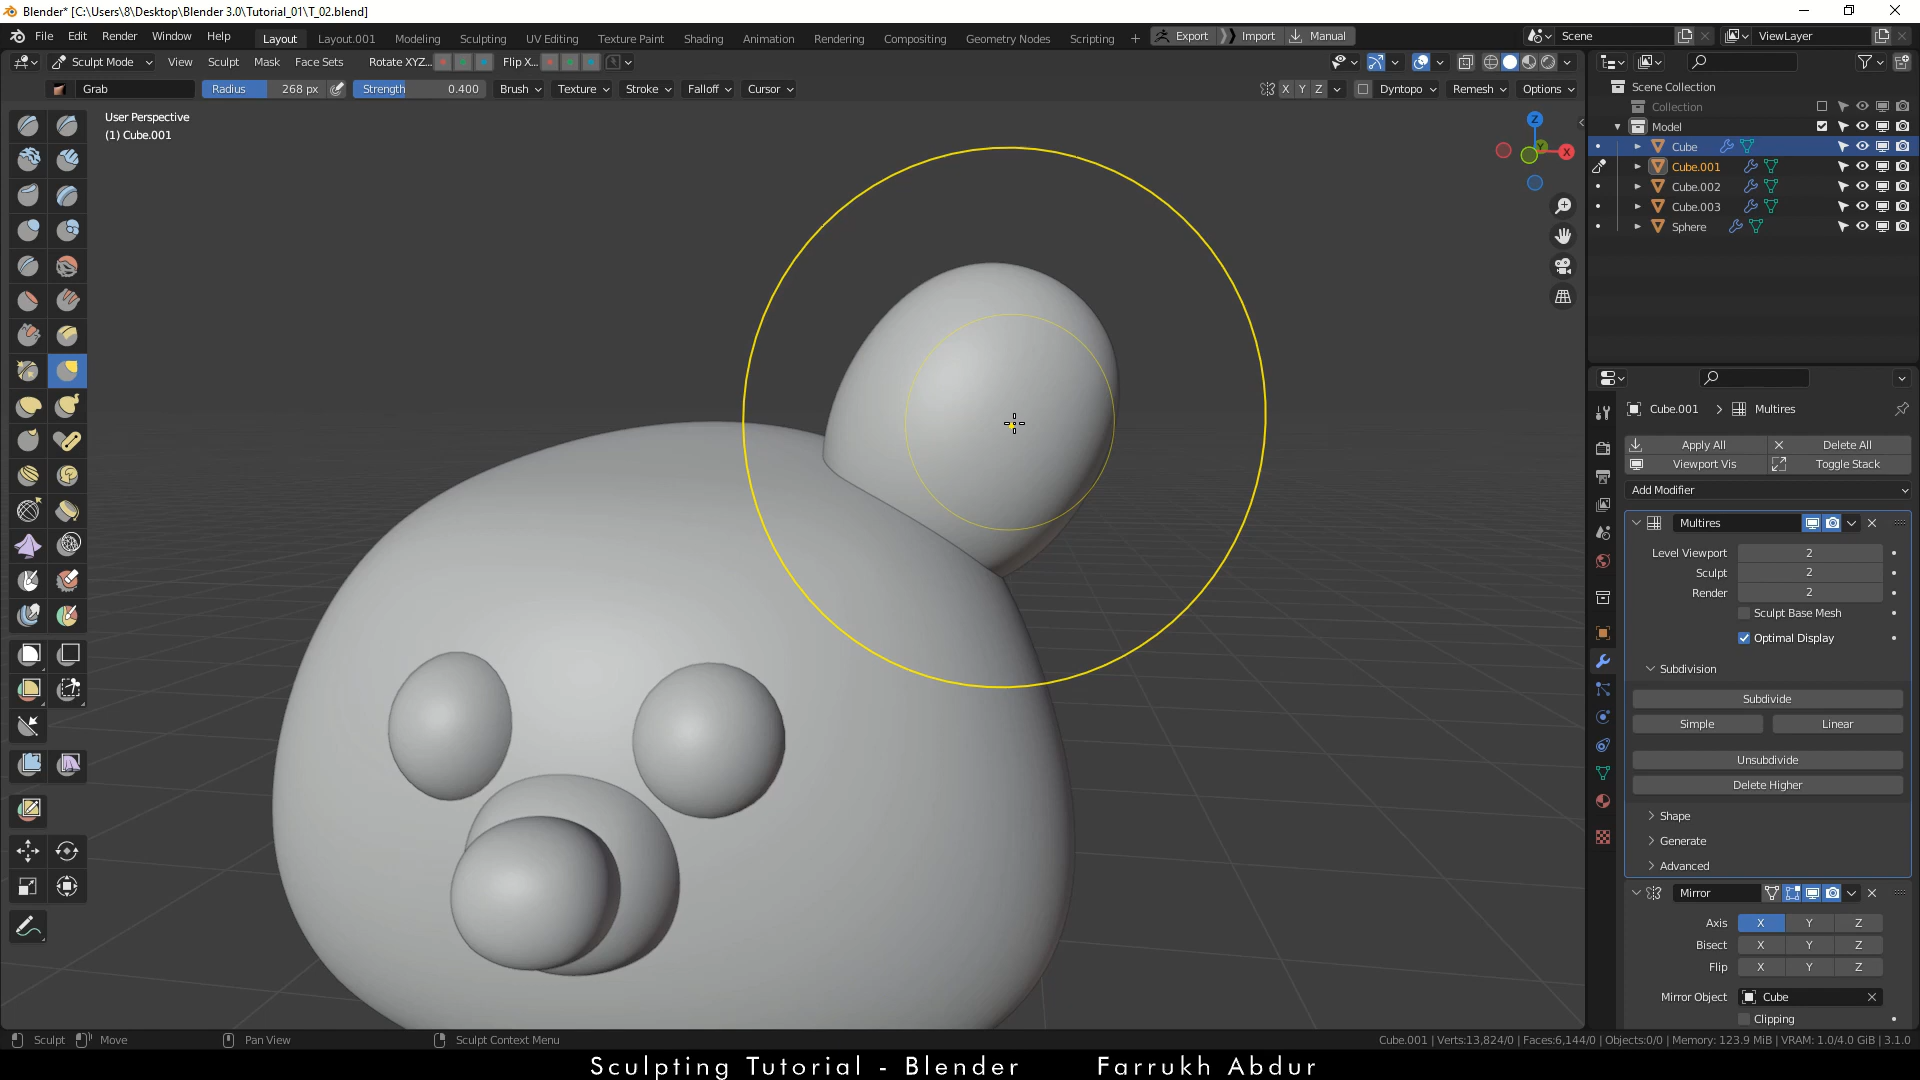 Blender* [C:\Users\8\Desktop\Blender 3.0\Tutorial_01\T_02.blend]
File Edit Render Window Help Layout Layout.001 Modeling Sculpting UV Editing Texture Paint Shading Animation Rendering Compositing Geometry Nodes Scripting + Export Import Manual Scene ViewLayer
Sculpt Mode View Sculpt Mask Face Sets Rotate XYZ... Flip X...
Grab Radius 268 px Strength 0.400 Brush Texture Stroke Falloff Cursor X Y Z Dyntopo Remesh Options
User Perspective
(1) Cube.001
Z
Y
X
Scene Collection
Collection
Model
Cube
Cube.001
Cube.002
Cube.003
Sphere
Cube.001 > Multires
Apply All Delete All
Viewport Vis Toggle Stack
Add Modifier
Multires
Level Viewport 2
Sculpt 2
Render 2
Sculpt Base Mesh
Optimal Display
Subdivision
Subdivide
Simple Linear
Unsubdivide
Delete Higher
Shape
Generate
Advanced
Mirror
Axis X Y Z
Bisect X Y Z
Flip X Y Z
Mirror Object Cube
Clipping
Sculpt Move Pan View Sculpt Context Menu Cube.001 | Verts:13,824/0 | Faces:6,144/0 | Objects:0/0 | Memory: 123.9 MiB | VRAM: 1.0/4.0 GiB | 3.1.0
Sculpting Tutorial - Blender Farrukh Abdur